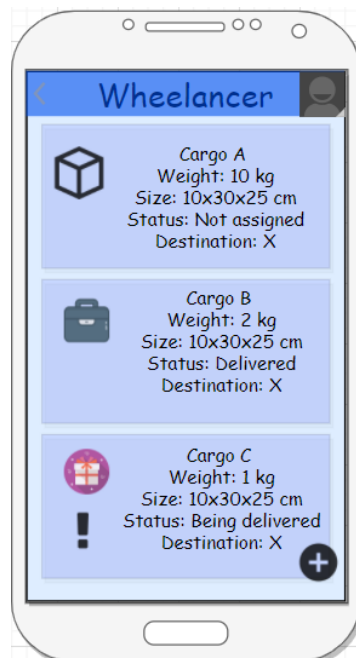 Wheelancer
Cargo A
Weight: 10 kg
Size: 10x30x25 cm
Status: Not assigned
Destination: X
Cargo B
Weight: 2 kg
Size: 10x30x25 cm
Status: Delivered
Destination: X
Cargo C
Weight: 1 kg
Size: 10x30x25 cm
Status: Being delivered
Destination: X